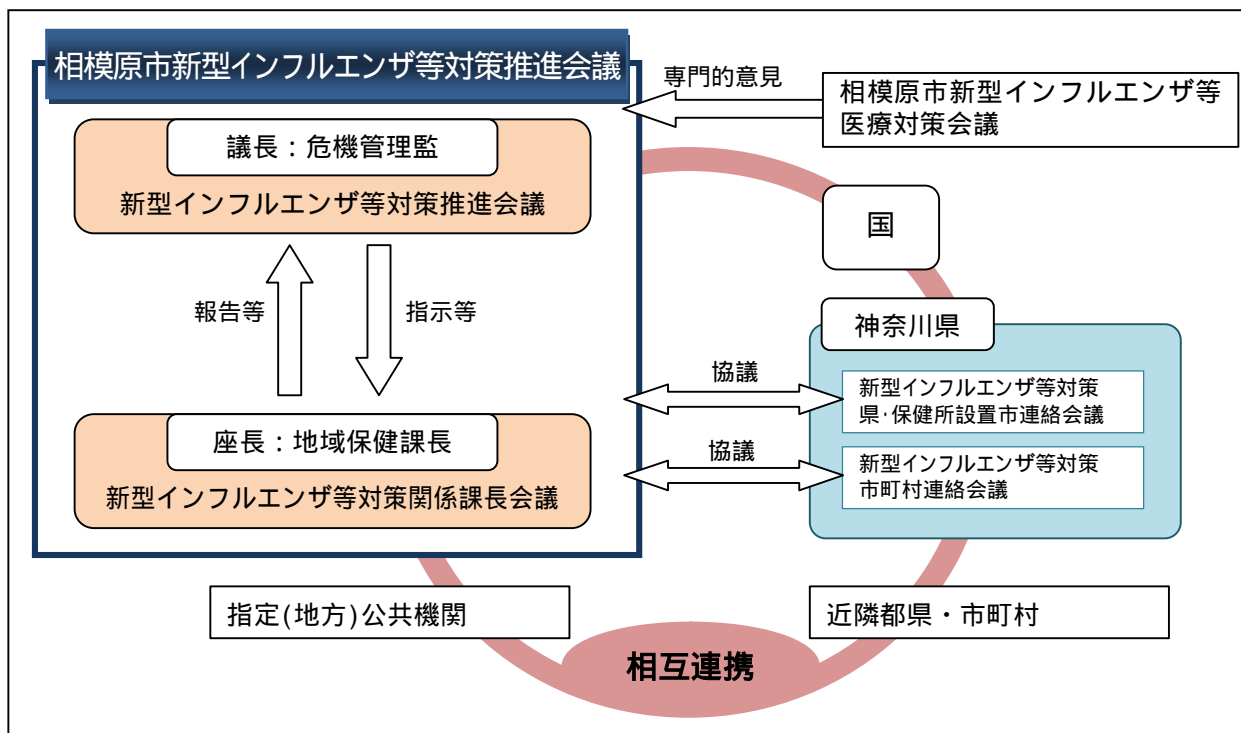 相模原市新型インフルエンザ等対策推進会議
専門的意見
相模原市新型インフルエンザ等
医療対策会議
議長：危機管理監
新型インフルエンザ等対策推進会議
国
報告等
指示等
神奈川県
協議
新型インフルエンザ等対策
県・保健所設置市連絡会議
座長：地域保健課長
新型インフルエンザ等対策関係課長会議
協議
新型インフルエンザ等対策
市町村連絡会議
指定(地方)公共機関
近隣都県・市町村
相互連携